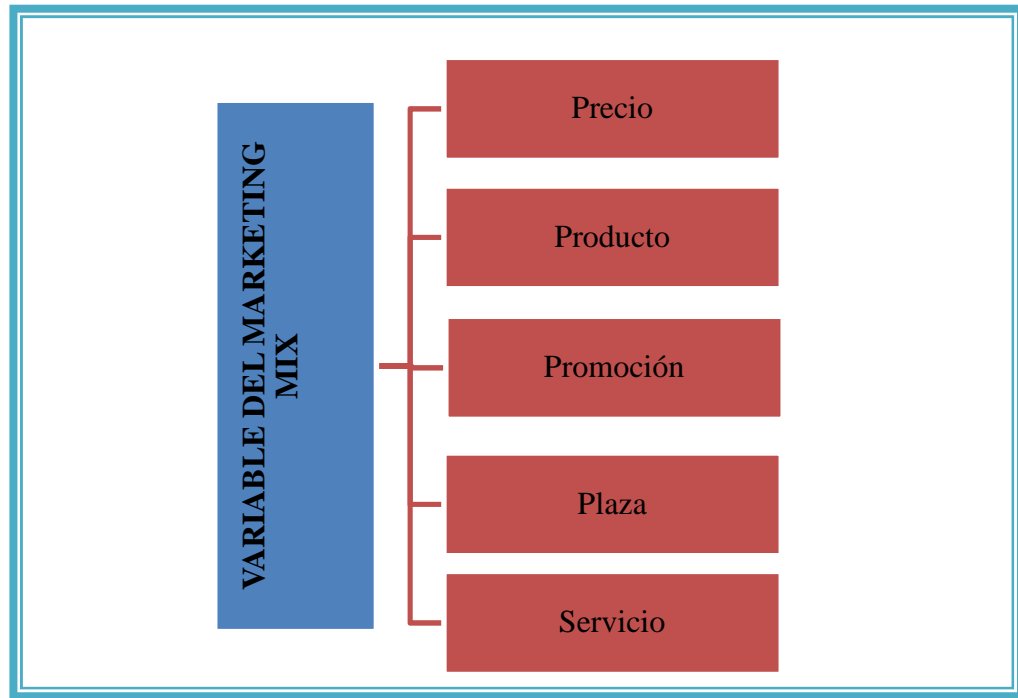 VARIABLE DEL MARKETING
MIX
Precio
Producto
Promoción
Plaza
Servicio